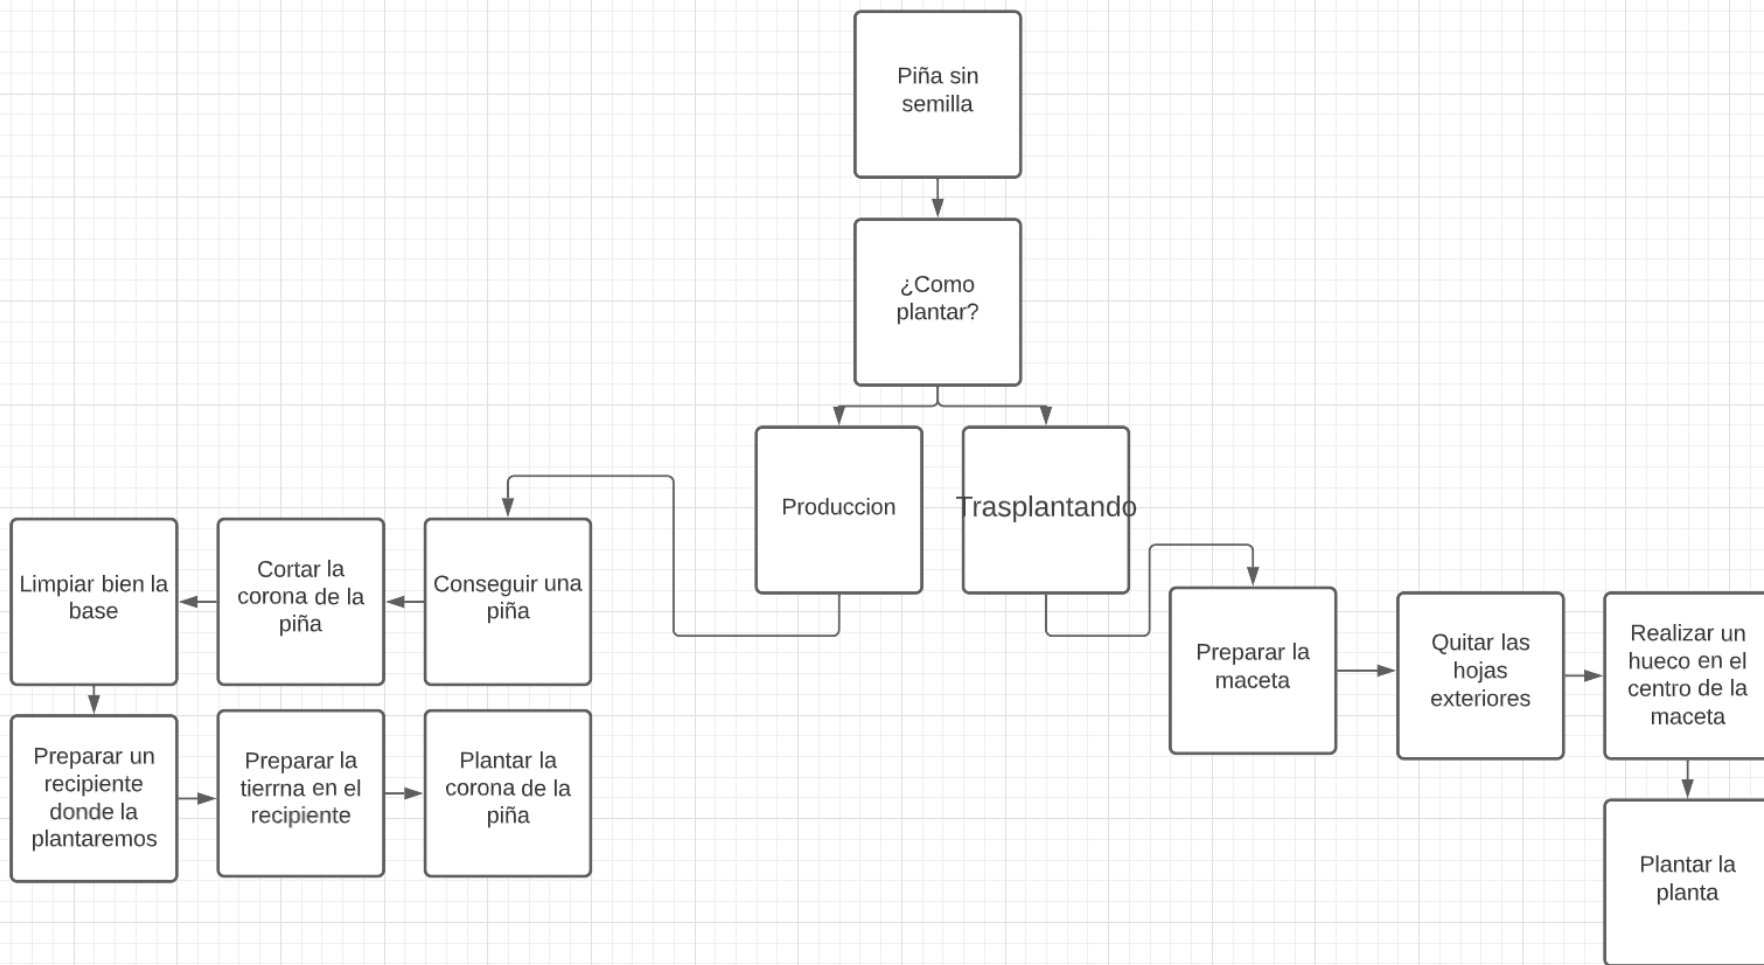 Piña sin
semilla
¿Como
plantar?
Produccion
Trasplantando
Conseguir una
piña
Cortar la
corona de la
piña
Limpiar bien la
base
Preparar un
recipiente
donde la
plantaremos
Preparar la
tierrna en el
recipiente
Plantar la
corona de la
piña
Preparar la
maceta
Quitar las
hojas
exteriores
Realizar un
hueco en el
centro de la
maceta
Plantar la
planta